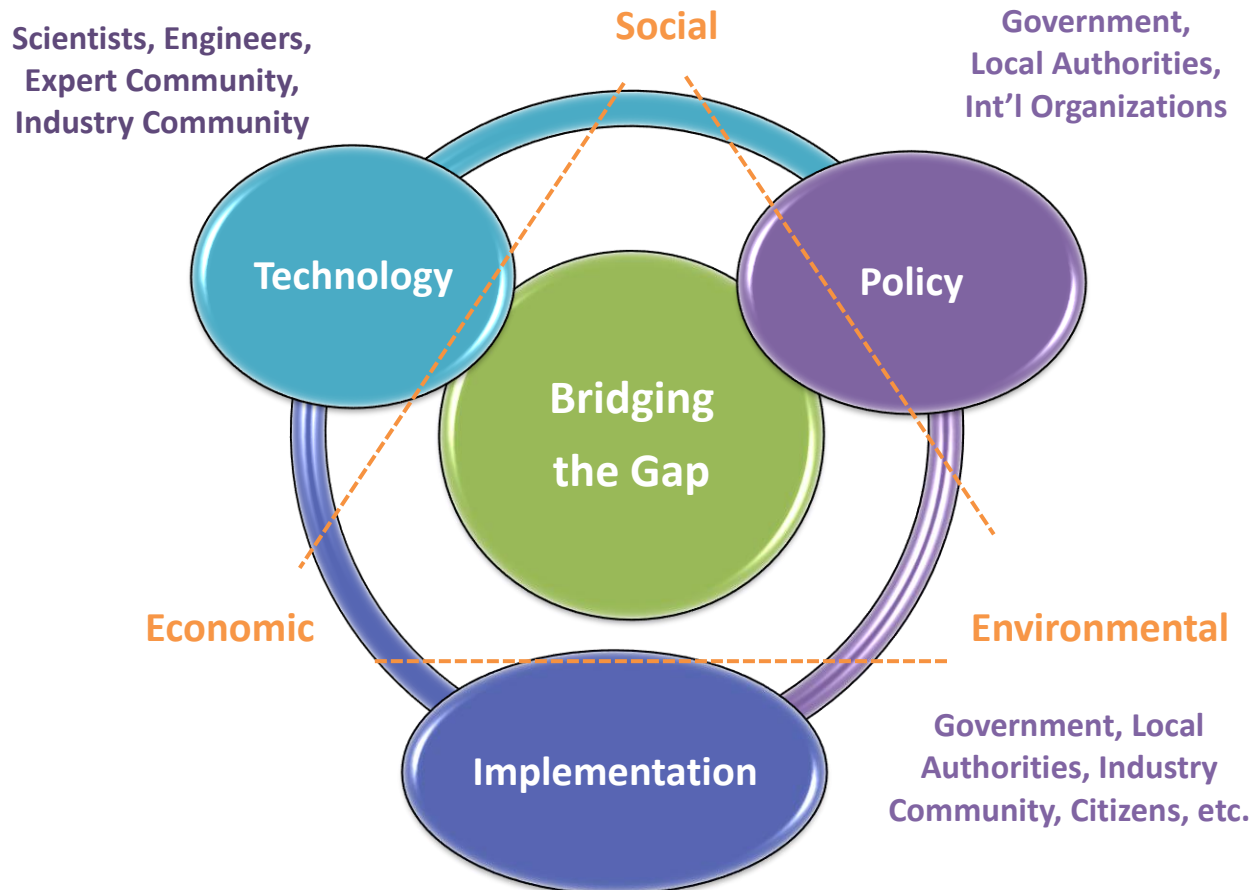 Social
Scientists, Engineers,
Expert Community,
Industry Community
Government,
Local Authorities,
Int'l Organizations
Technology
Policy
Bridging
the Gap
Economic
Environmental
Implementation
Government, Local
Authorities, Industry
Community, Citizens, etc.